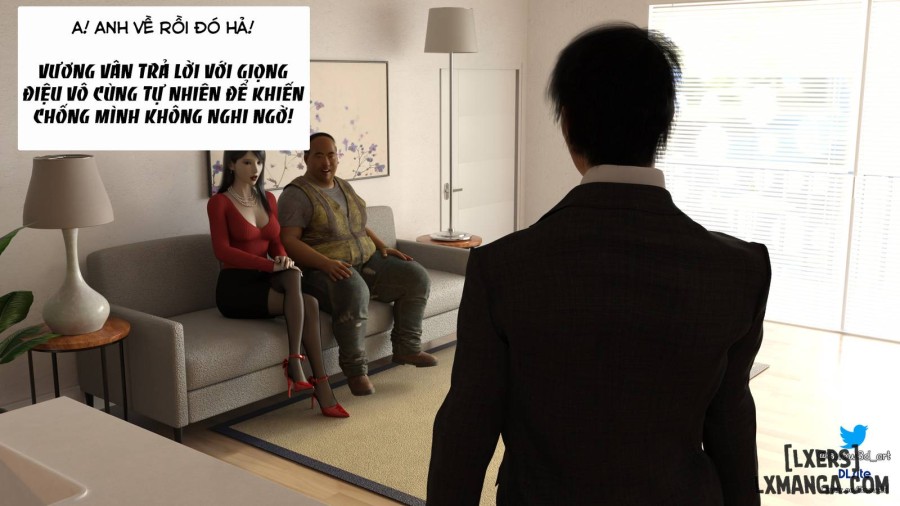 A! ANH VỀ RỒI ĐÓ HẢ!
VƯƠNG VÂN TRẢ LỜI VỚI GIỌNG
ĐIỆU VÔ CÙNG TỰ NHIÊN ĐỂ KHIẾN
CHỒNG MÌNH KHÔNG NGHI NGỜ!
[LXERS]
LXMANGA.COM